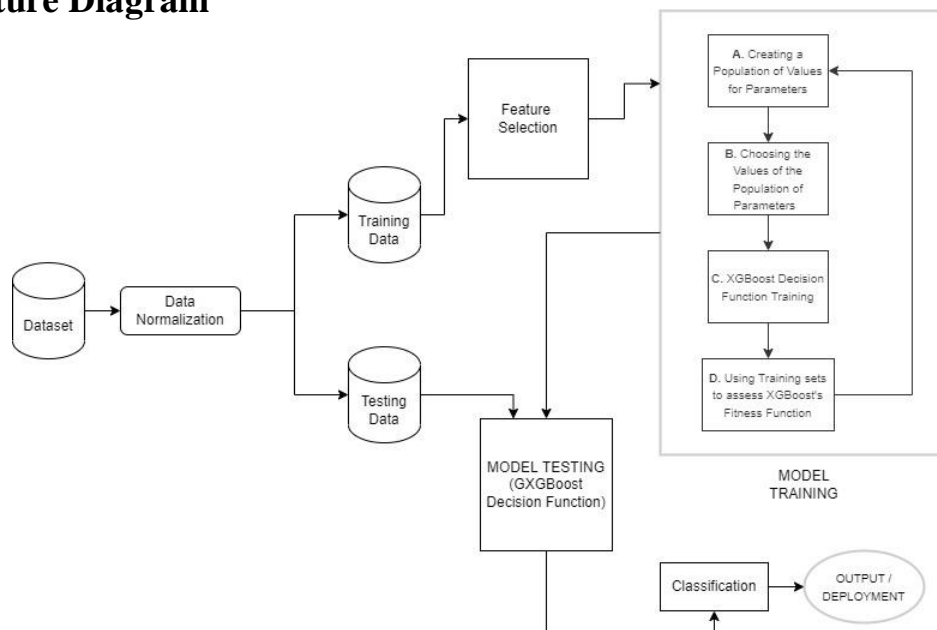 ture Diagram
Dataset
Data
Normalization
Training
Data
Testing
Data
Feature
Selection
A. Creating a
Population of Values
for Parameters
B. Choosing the
Values of the
Population of
Parameters
C. XGBoost Decision
Function Training
D. Using Training sets
to assess XGBoost's
Fitness Function
MODEL
TRAINING
MODEL TESTING
(GXGBoost
Decision Function)
Classification
OUTPUT /
DEPLOYMENT